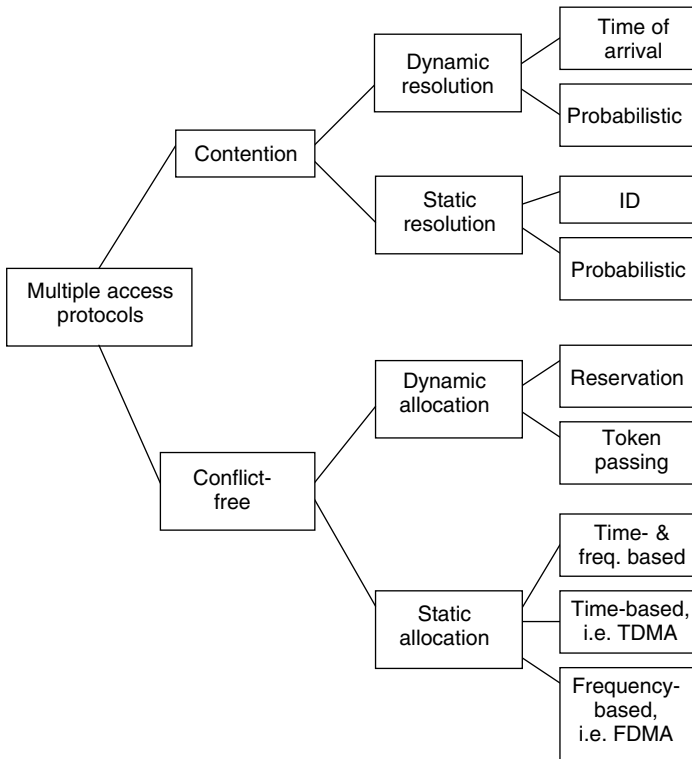 Time of
arrival
Dynamic
resolution
Probabilistic
Contention
Static
resolution
ID
Probabilistic
Multiple access
protocols
Dynamic
allocation
Reservation
Token
passing
Conflict-
free
Time- &
freq. based
Static
allocation
Time-based,
i.e. TDMA
Frequency-
based,
i.e. FDMA